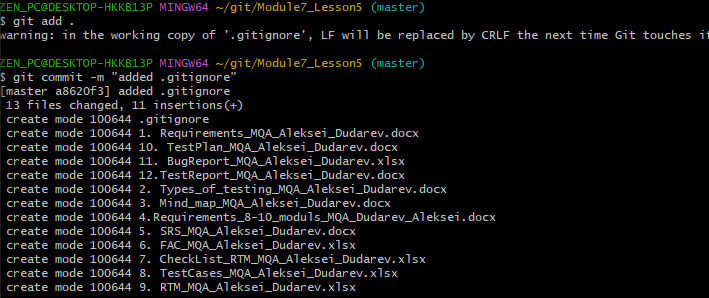 ZEN_PC@DESKTOP-HKKB13P MINGW64 ~/git/Module7_Lesson5 (master)
$ git add .
warning: in the working copy of '.gitignore', LF will be replaced by CRLF the next time Git touches it
ZEN_PC@DESKTOP-HKKB13P MINGW64 ~/git/Module7_Lesson5 (master)
$ git commit -m "added .gitignore"
[master a8620f3] added .gitignore
13 files changed, 11 insertions(+)
create mode 100644 .gitignore
create mode 100644 1. Requirements_MQA_Aleksei_Dudarev.docx
create mode 100644 10. TestPlan_MQA_Aleksei_Dudarev.docx
create mode 100644 11. BugReport_MQA_Aleksei_Dudarev.xlsx
create mode 100644 12.TestReport_MQA_Aleksei_Dudarev.docx
create mode 100644 2. Types_of_testing_MQA_Aleksei_Dudarev.docx
create mode 100644 3. Mind_map_MQA_Aleksei_Dudarev.docx
create mode 100644 4.Requirements_8-10_moduls_MQA_Dudarev_Aleksei.docx
create mode 100644 5. SRS_MQA_Aleksei_Dudarev.docx
create mode 100644 6. FAC_MQA_Aleksei_Dudarev.xlsx
create mode 100644 7. CheckList_RTM_MQA_Aleksei_Dudarev.xlsx
create mode 100644 8. TestCases_MQA_Aleksei_Dudarev.xlsx
create mode 100644 9. RTM_MQA_Aleksei_Dudarev.xlsx